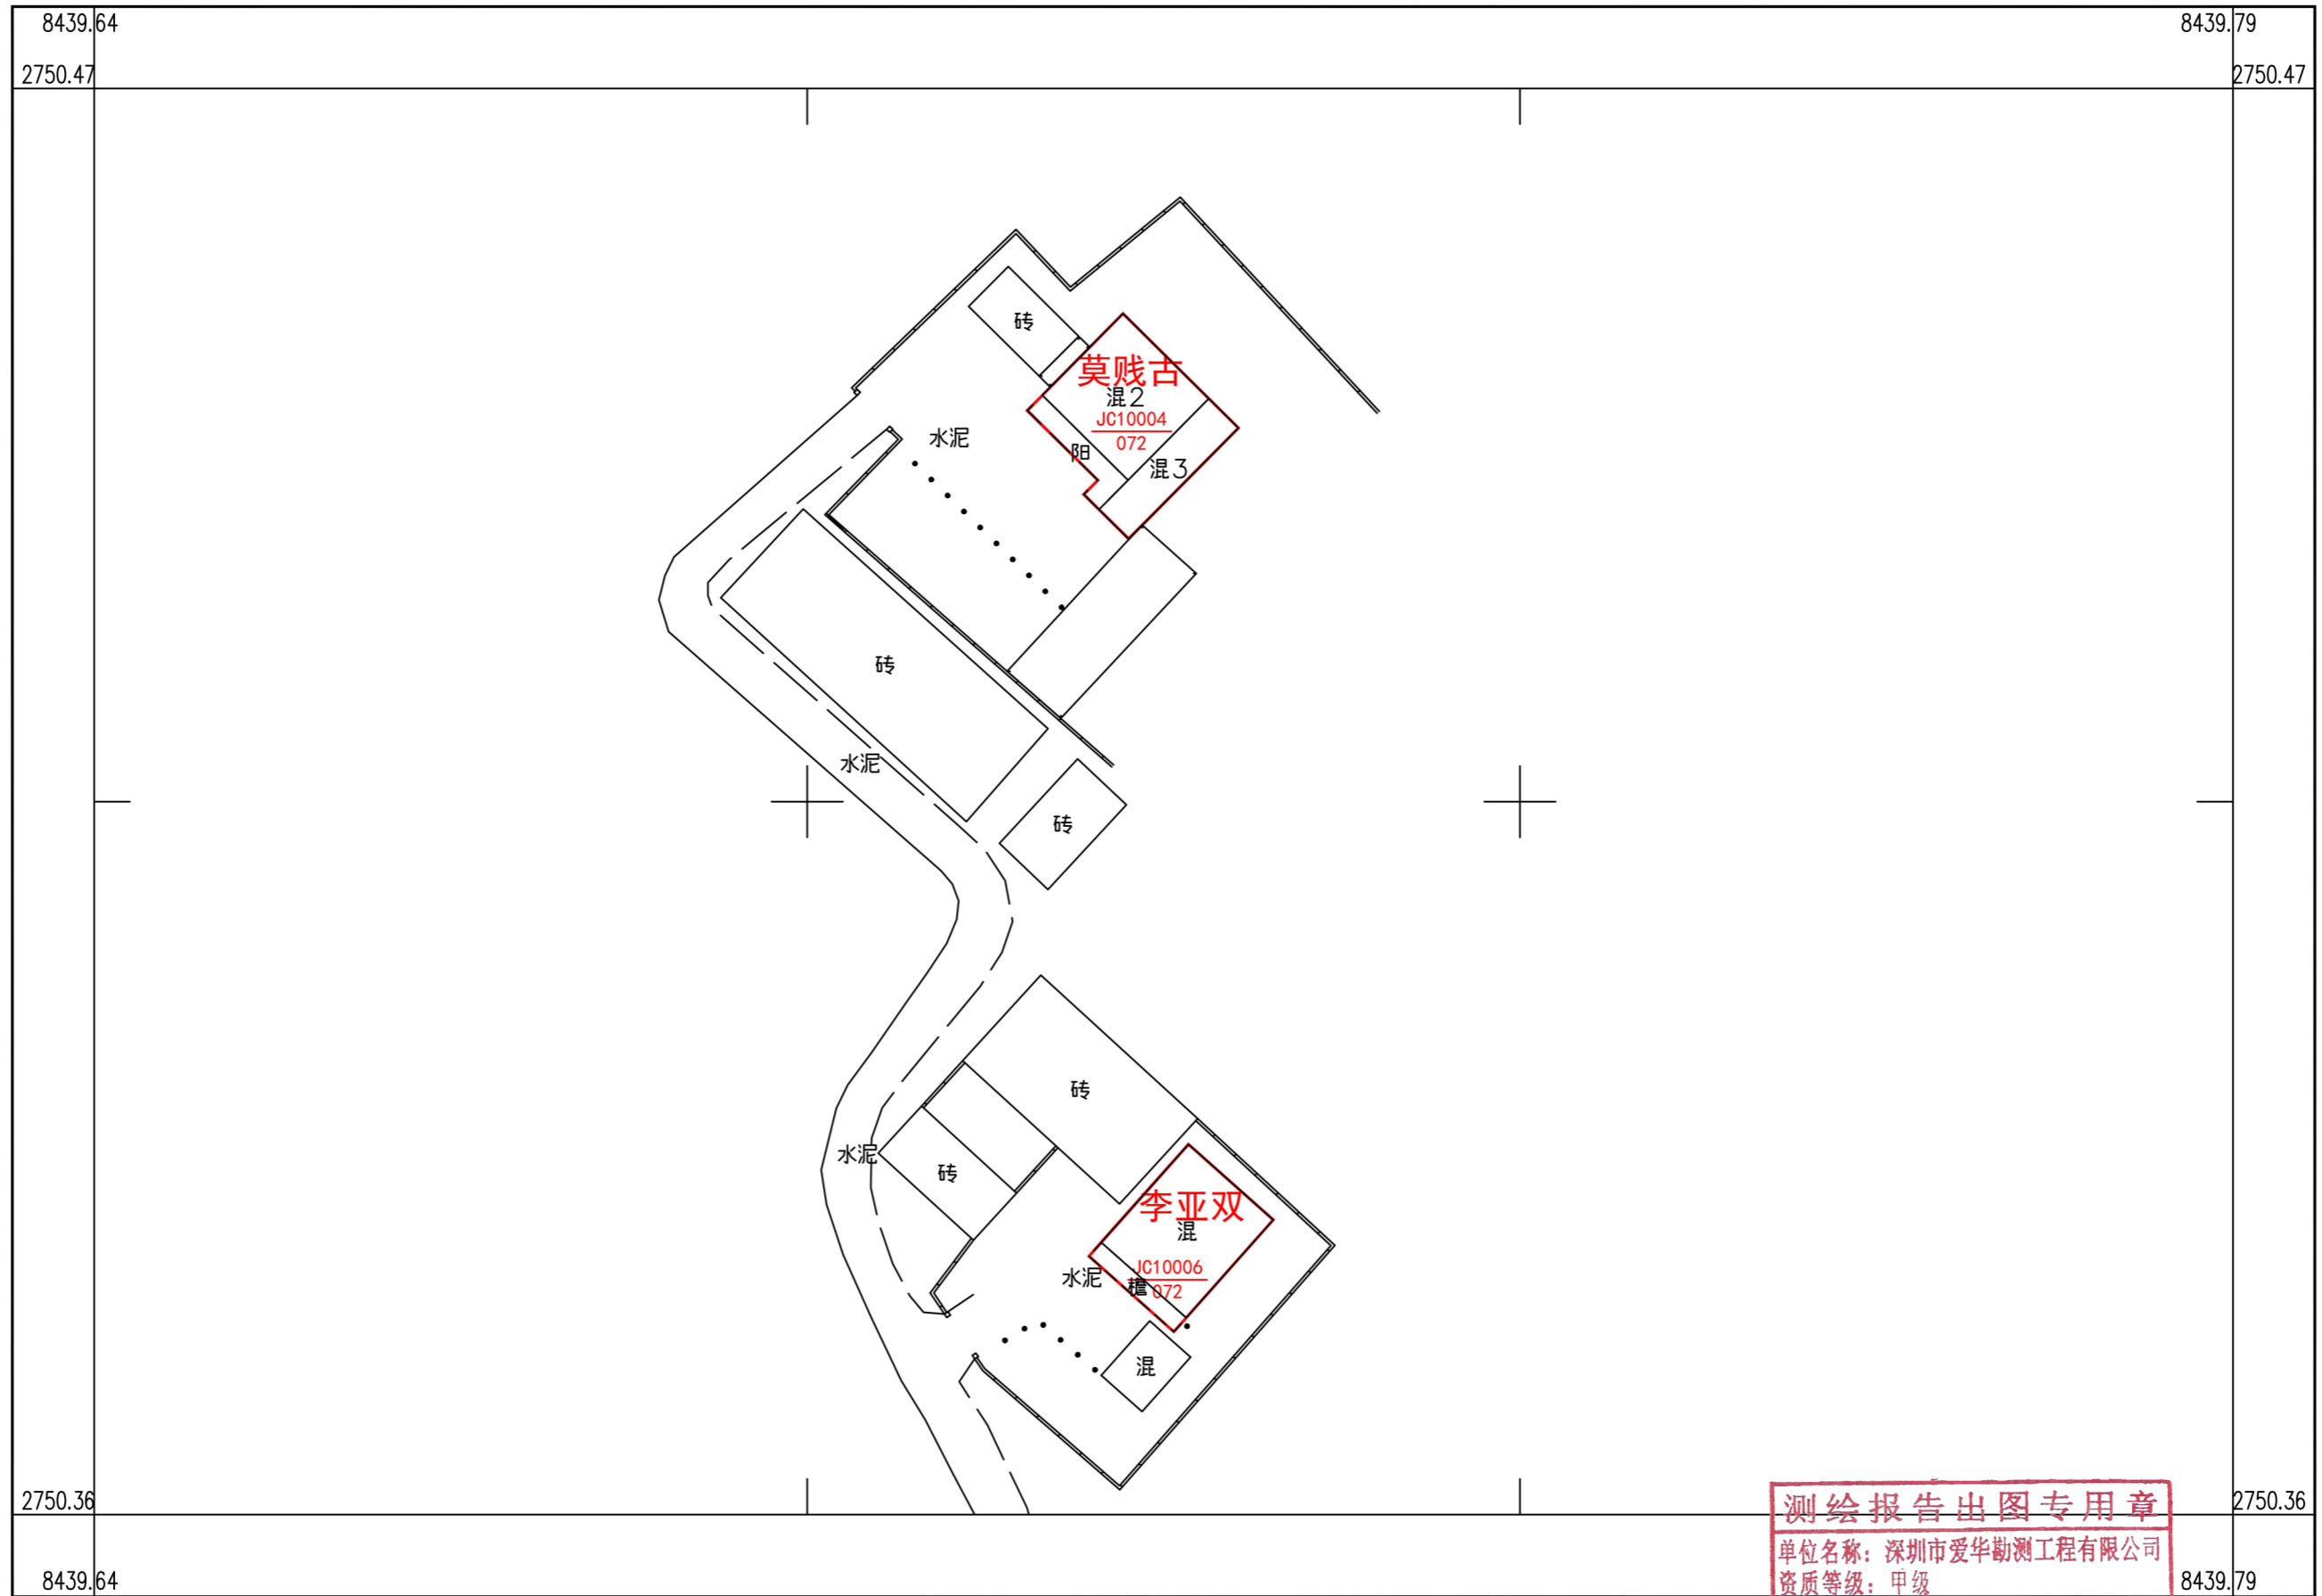 8439.64
8439.79
2750.47
2750.47
砖
莫贱古
混2
JC10004
072
水泥
阳
混3
砖
水泥
砖
砖
水泥
砖
李亚双
混
JC10006
水泥
檐
072
混
2750.36
2750.36
测绘报告出图专用章
单位名称：深圳市爱华勘测工程有限公司
资质等级：甲级
8439.64
8439.79